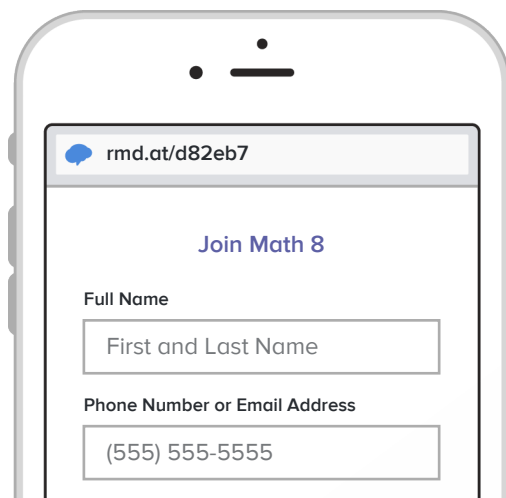 rmd.at/d82eb7
Join Math 8
Full Name
First and Last Name
Phone Number or Email Address
(555) 555-5555